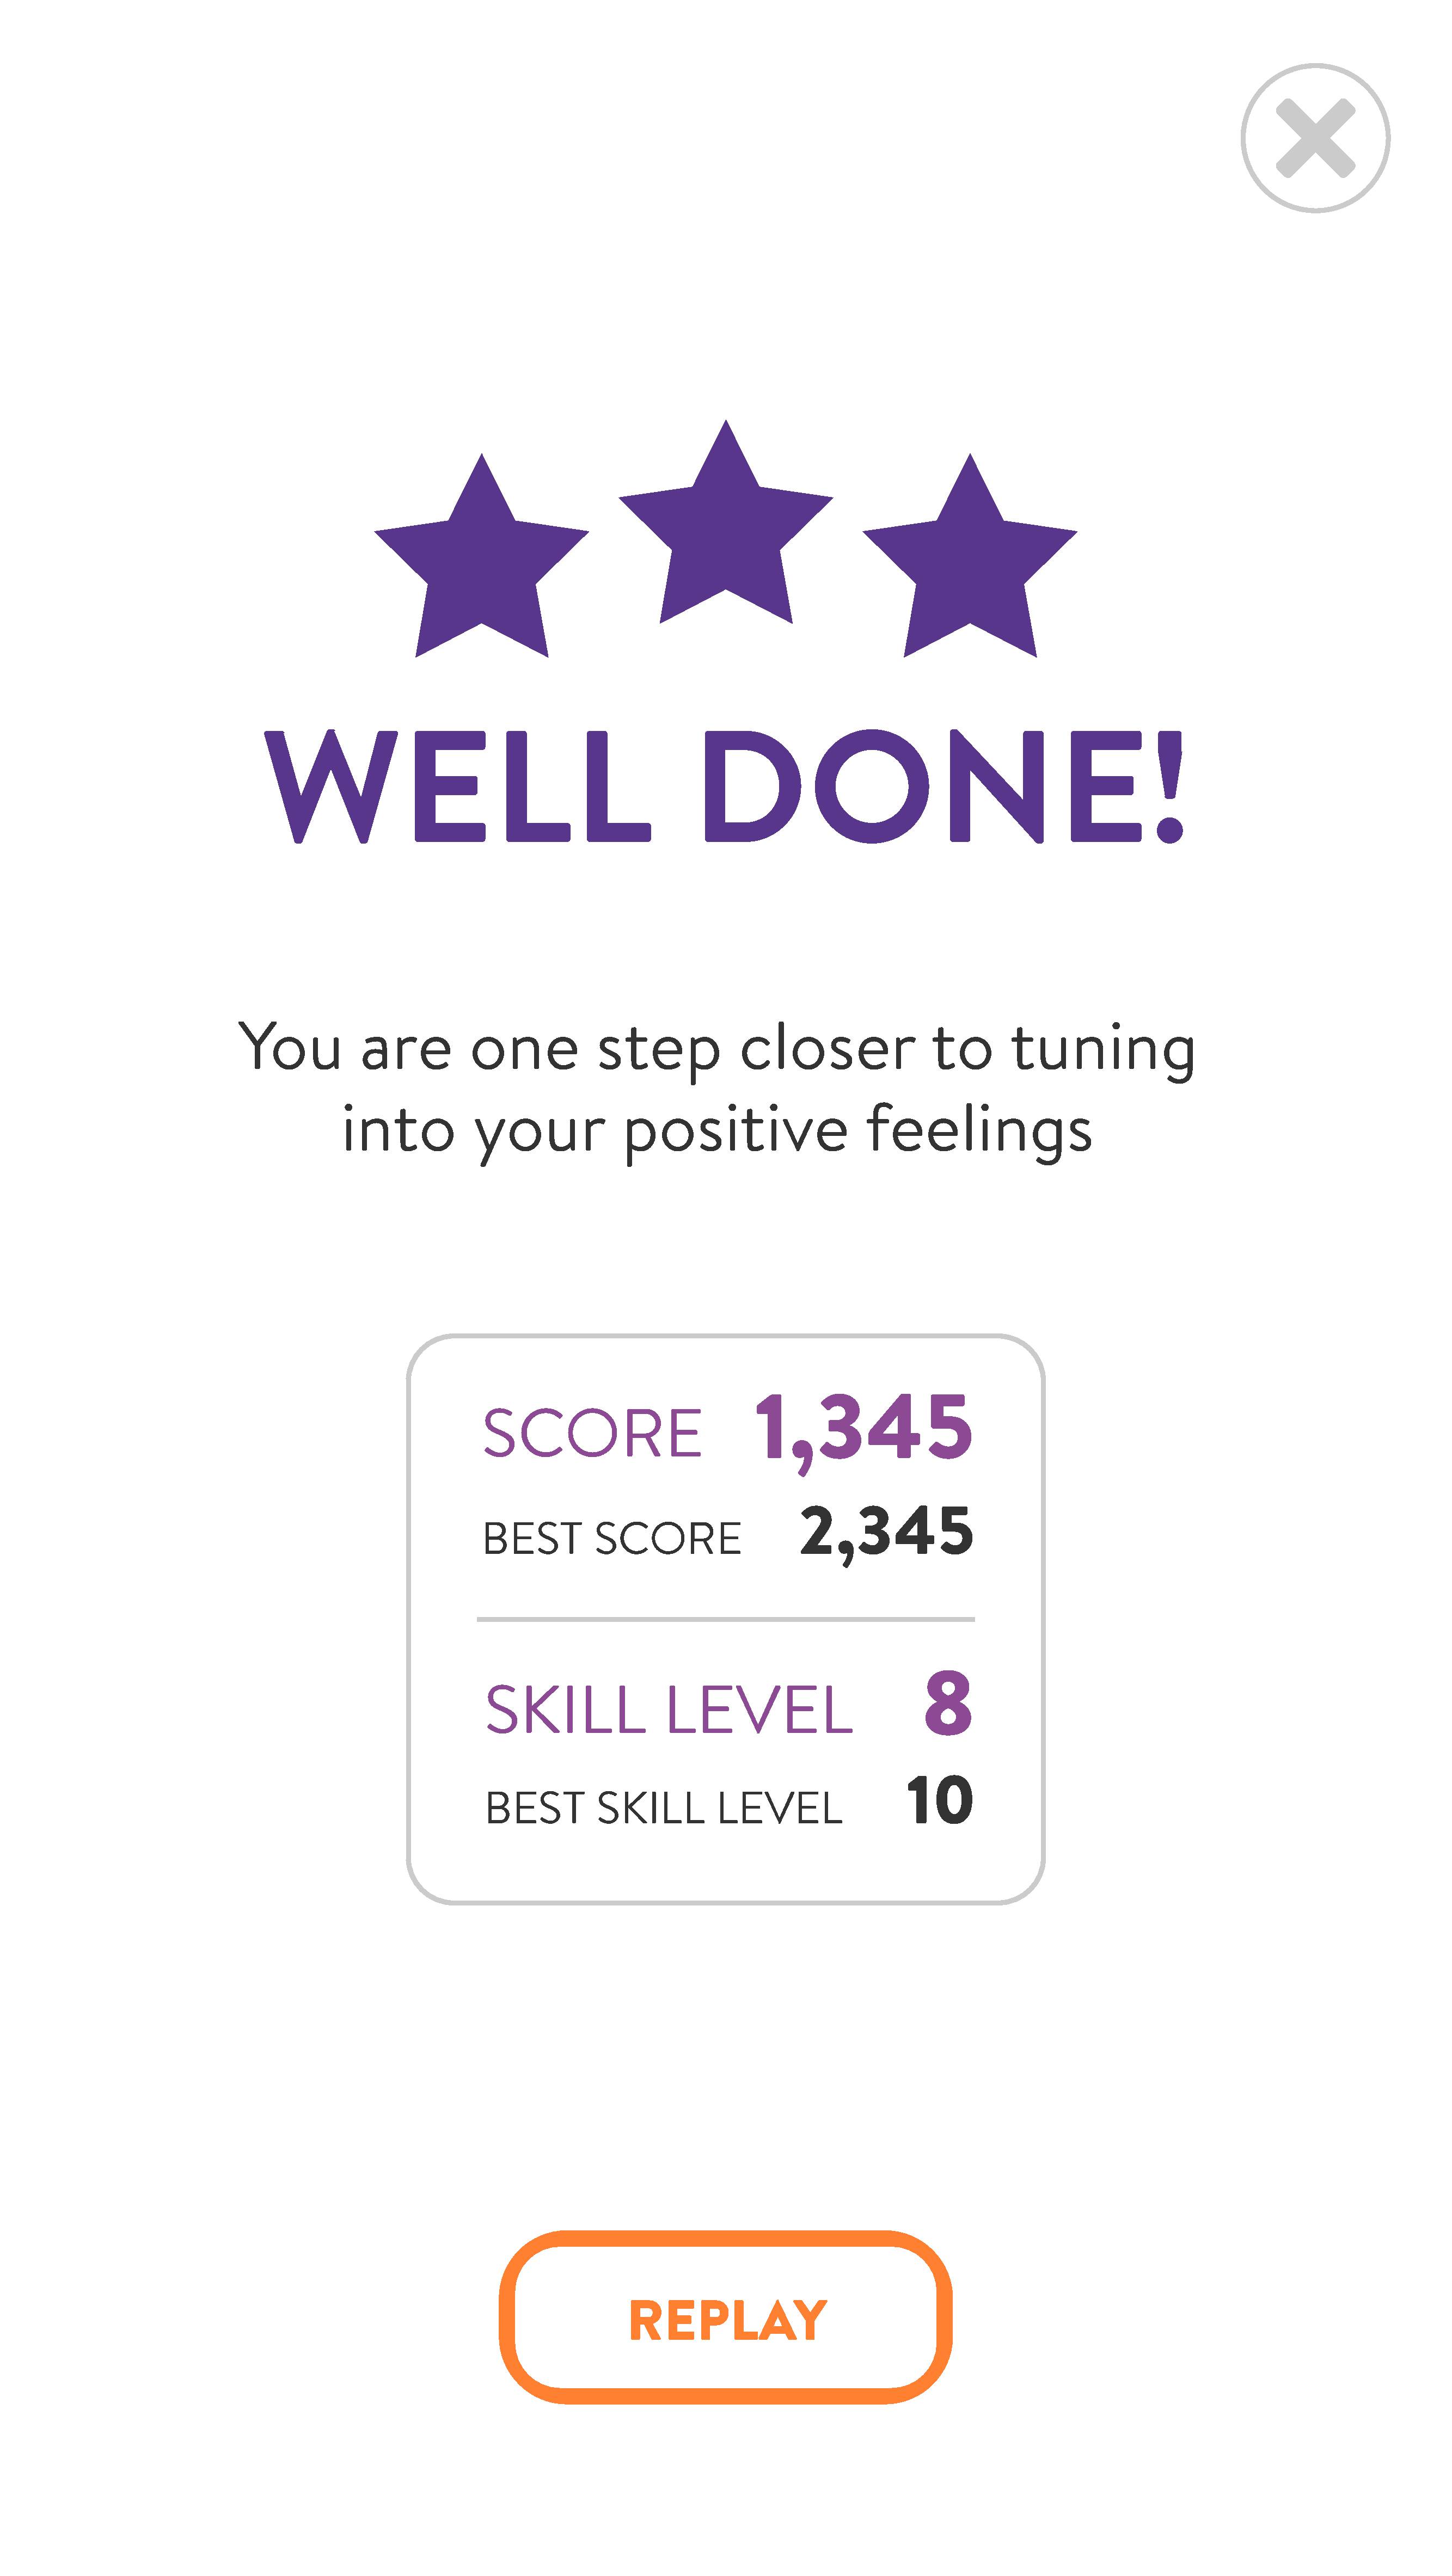 WELL DONE!
You are one step closer to tuning
into your positive feelings
SCORE 1,345
BEST SCORE 2,345
SKILL LEVEL 8
BEST SKILL LEVEL 10
REPLAY